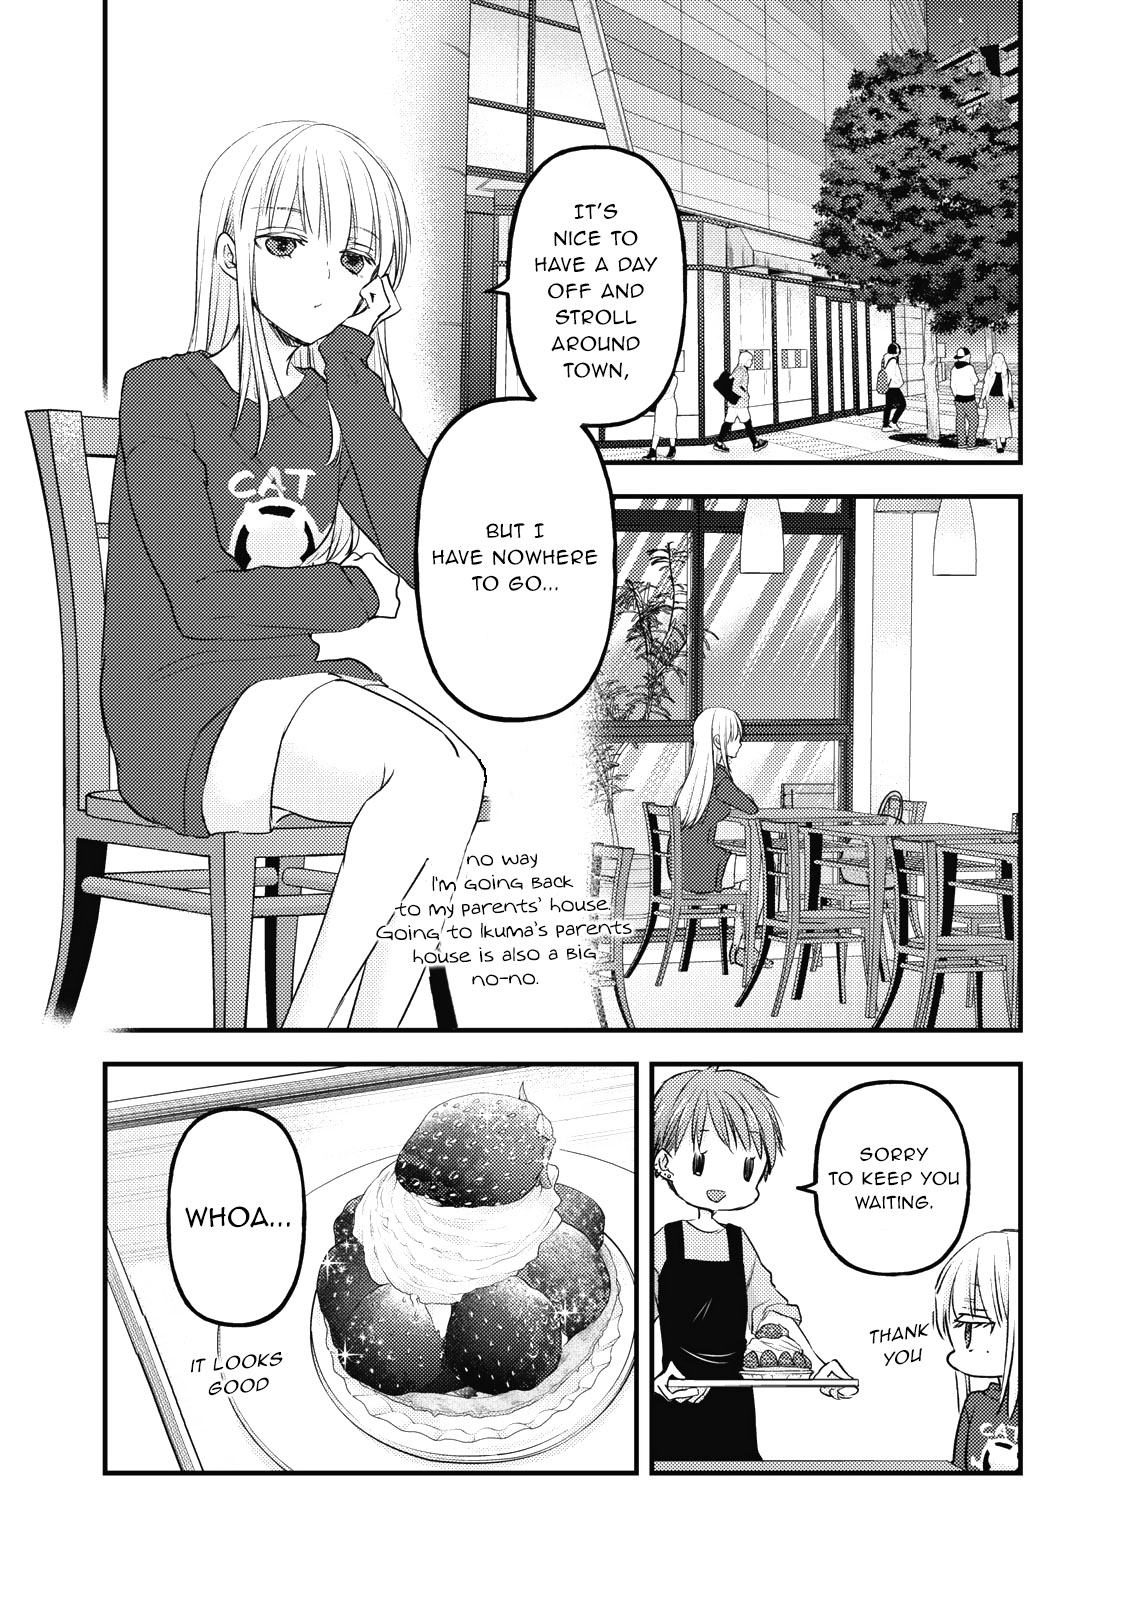 IT'S
NICE TO
HAVE A DAY
OFF AND
STROLL
AROUND
TOWN,
BUT I
HAVE NOWHERE
TO GO...
CAT
no way
I'm going back
to my parents' house.
Going to Ikuma's parents
house is also a big
no-no.
SORRY
TO KEEP YOU
WAITING.
THANK
YOU
CAT
WHOA...
IT LOOKS
GOOD